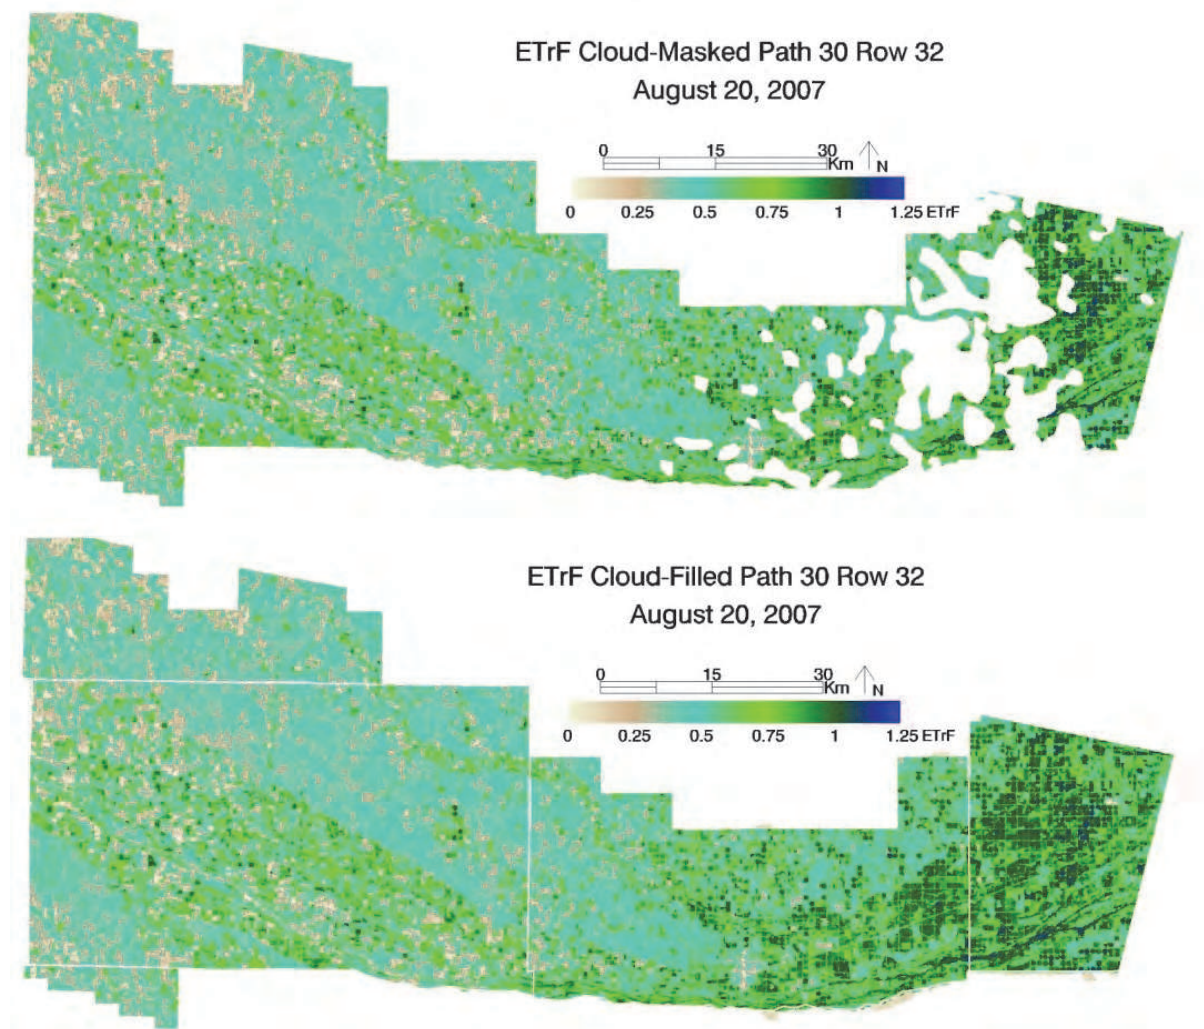 ETrF Cloud-Masked Path 30 Row 32
August 20, 2007
0 15 30
Km N
0 0.25 0.5 0.75 1 1.25 ETrF
ETrF Cloud-Filled Path 30 Row 32
August 20, 2007
0 15 30
Km N
0 0.25 0.5 0.75 1 1.25 ETrF